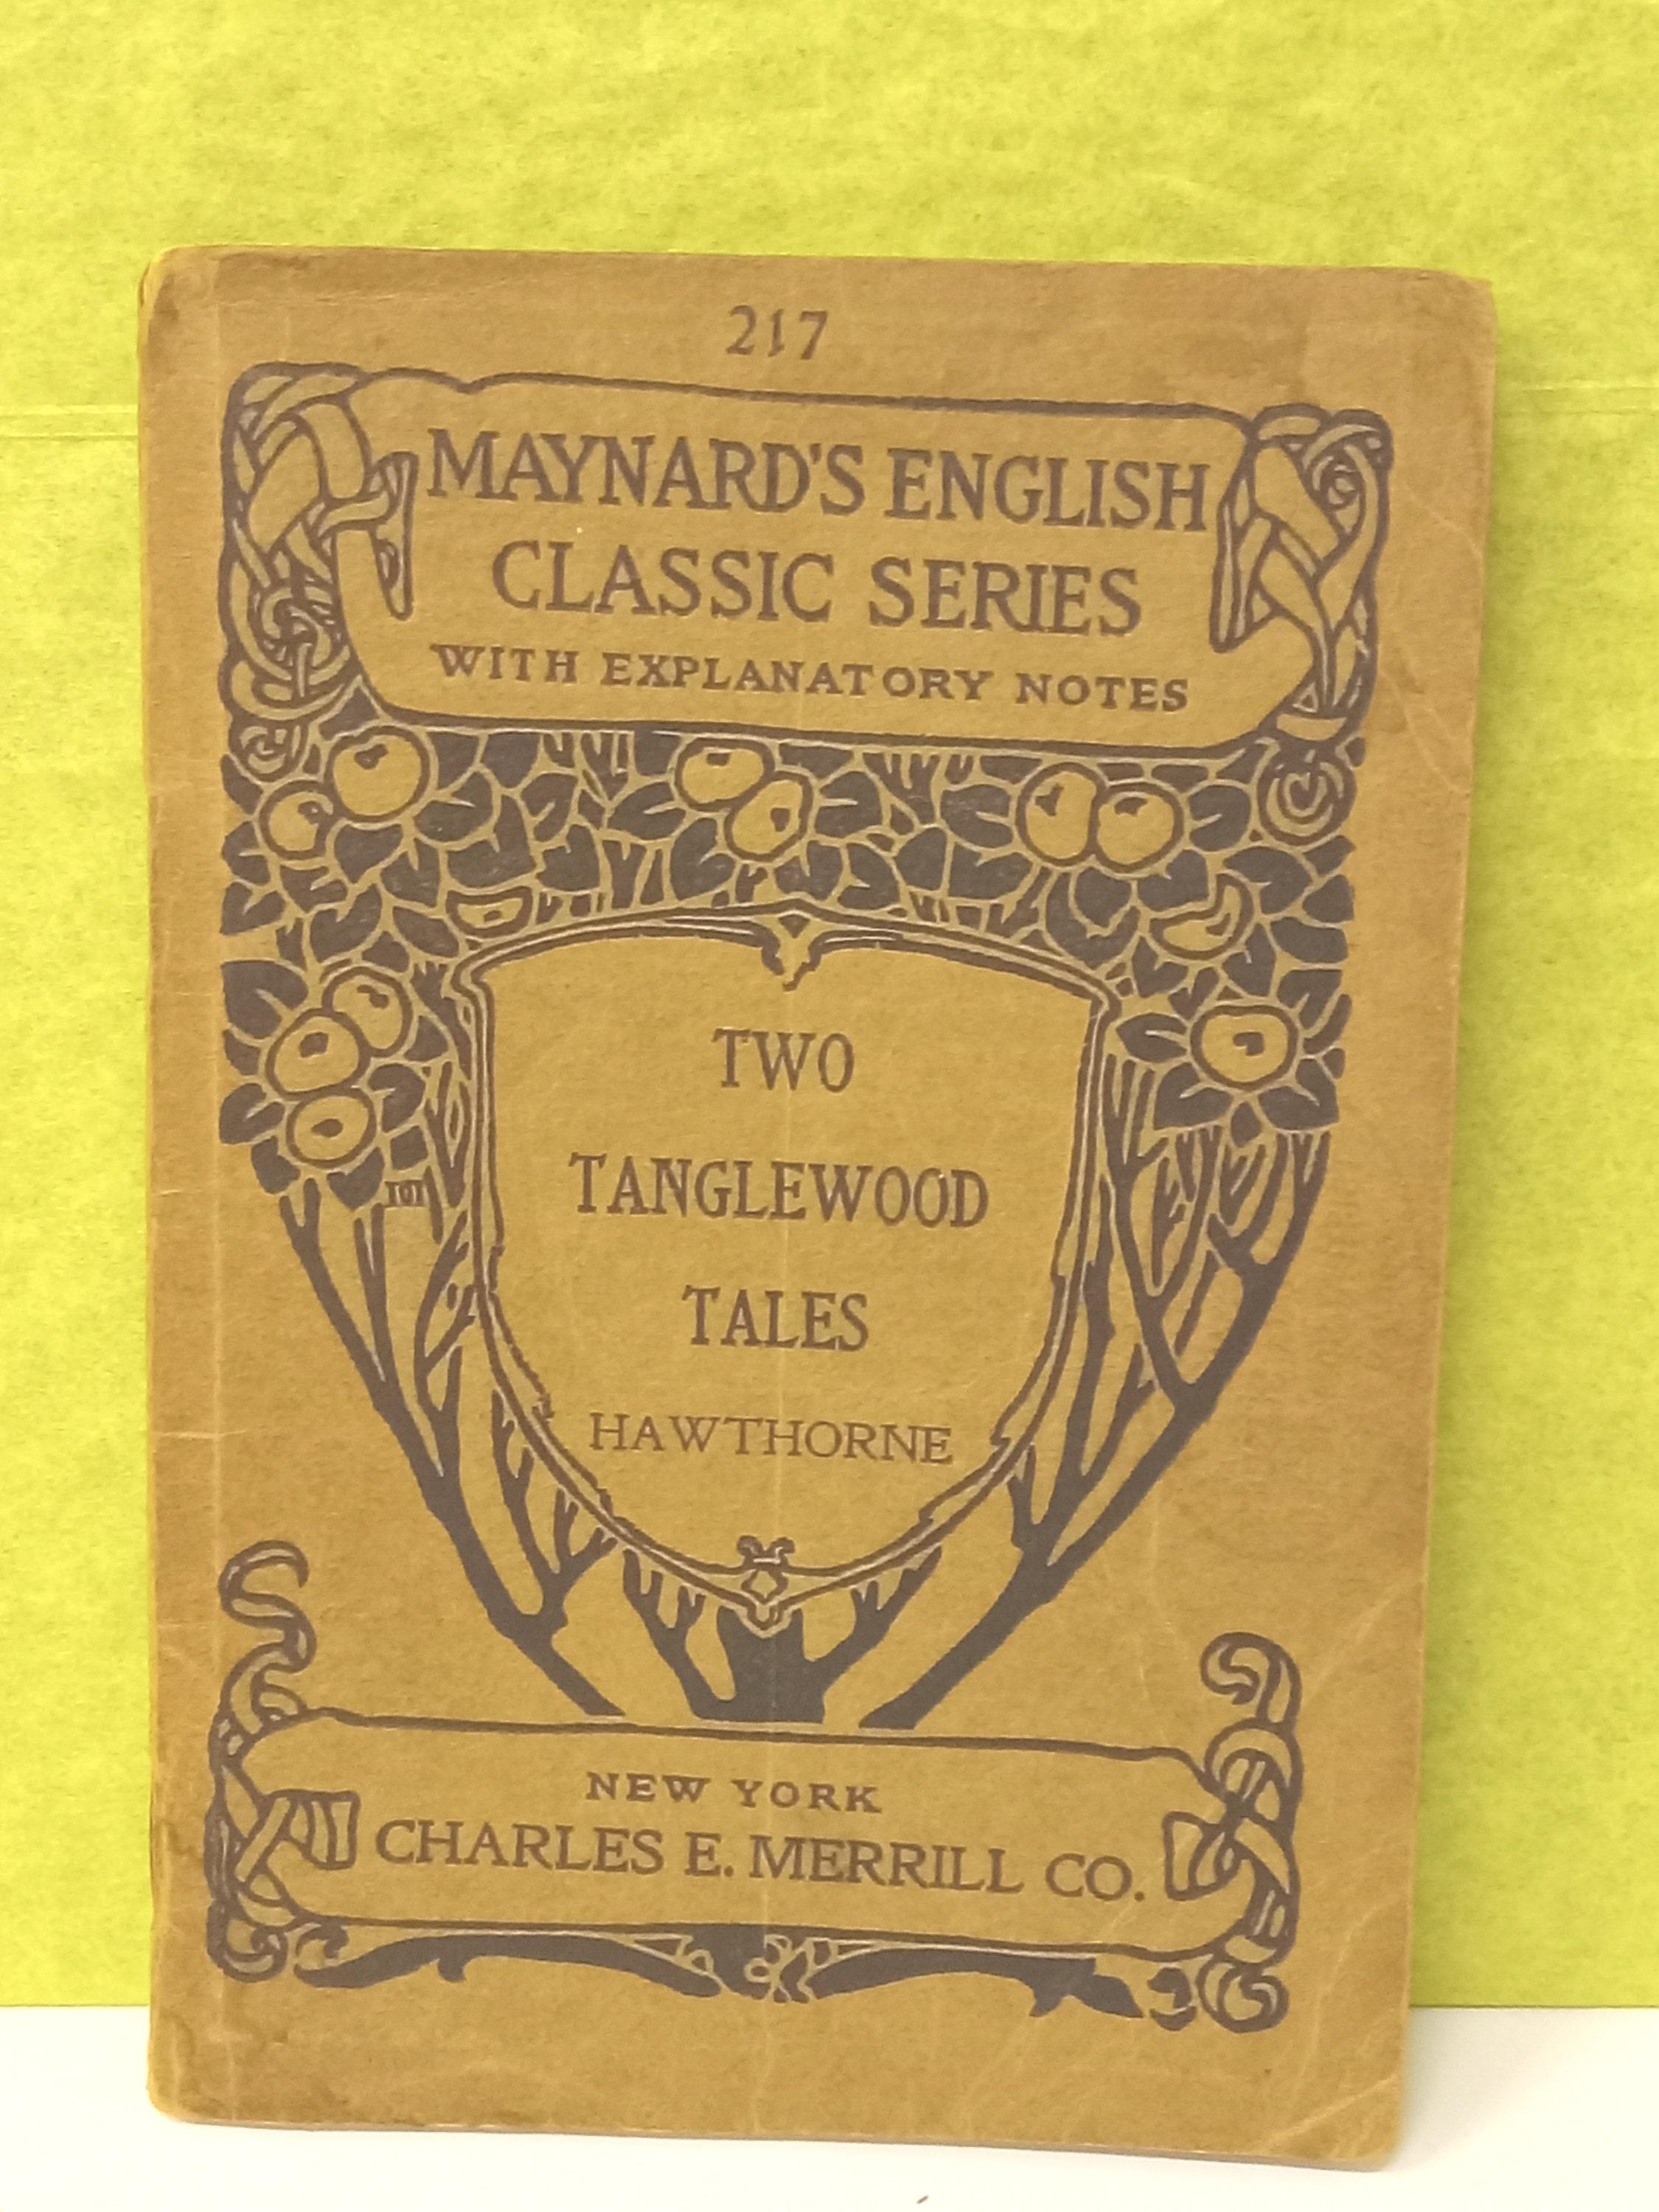 217
MAYNARD'S ENGLISH
CLASSIC SERIES
WITH EXPLANATORY NOTES
TWO
TANGLEWOOD
TALES
HAWTHORNE
NEW YORK
CHARLES E. MERRILL CO.